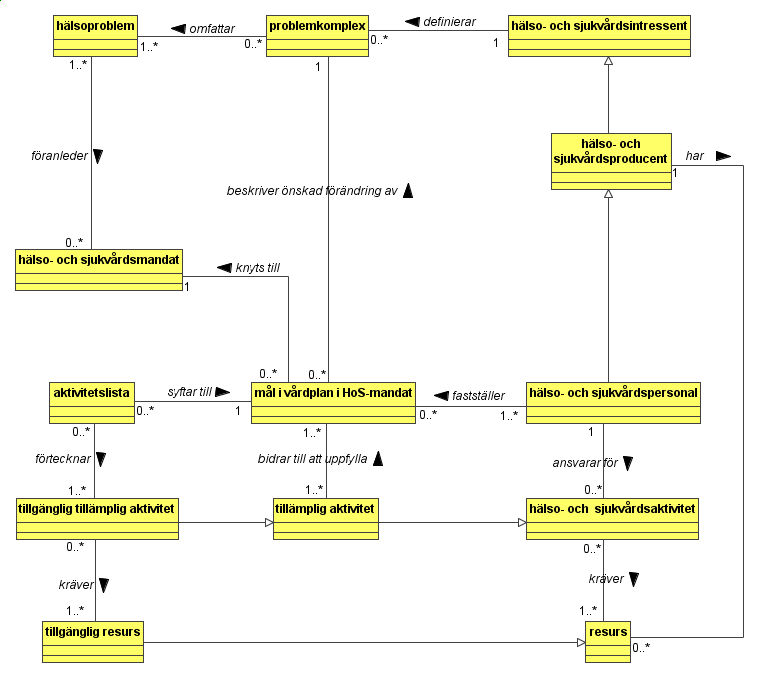 hälsoproblem
omfattar
1..*
0..*
problemkomplex
definierar
0..*
1
hälso- och sjukvårdsintressent
1..*
1
föranleder
beskriver önskad förändring av
hälso- och
sjukvårdsproducent
har
1
0..*
hälso- och sjukvårdsmandat
knyts till
1
0..*
0..*
aktivitetslista
syftar till
0..*
1
mål i vårdplan i HoS-mandat
fastställer
0..*
1..*
hälso- och sjukvårdspersonal
0..*
1..*
1
förtecknar
bidrar till att uppfylla
ansvarar för
1..*
1..*
0..*
tillgänglig tillämplig aktivitet
tillämplig aktivitet
hälso- och sjukvårdsaktivitet
0..*
0..*
kräver
kräver
1..*
1..*
tillgänglig resurs
resurs
0..*